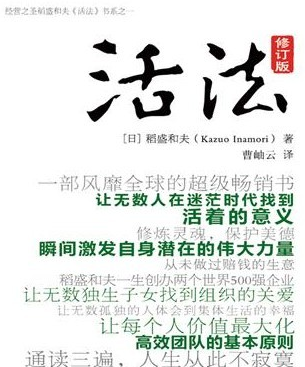 经营之圣稻盛和夫《活法》书系之一
活法
修订版
[日] 稻盛和夫（Kazuo Inamori）著
曹岫云 译
一部风靡全球的超级畅销书
让无数人在迷茫时代找到
活着的意义
修炼灵魂，保护美德
瞬间激发自身潜在的伟大力量
从未做过赔钱的生意
稻盛和夫一生创办两个世界500强企业
让无数独生子女找到组织的关爱
让无数孤独的人体会到集体生活的幸福
让每个人价值最大化
高效团队的基本原则
通读三遍，人生从此不寂寞